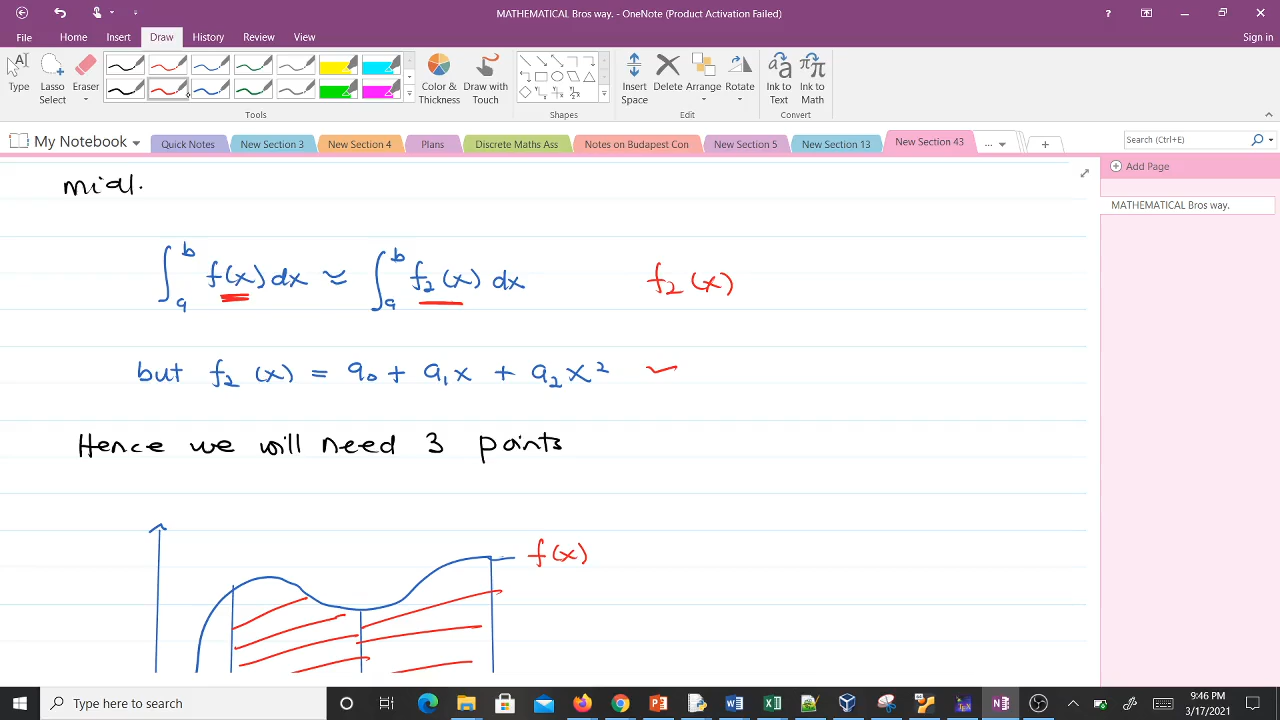 MATHEMATICAL Bros way. - OneNote (Product Activation Failed)
File Home Insert Draw History Review View Sign in
Type Lasso Select Eraser Color & Thickness Draw with Touch Insert Space Delete Arrange Rotate Ink to Text Ink to Math
Tools Shapes Edit Convert
My Notebook Quick Notes New Section 3 New Section 4 Plans Discrete Maths Ass Notes on Budapest Con New Section 5 New Section 13 New Section 43 ... Search (Ctrl+E)
Add Page
MATHEMATICAL Bros way.
mial.
∫_a^b f(x) dx ≈ ∫_a^b f₂(x) dx f₂(x)
but f₂(x) = a₀ + a₁x + a₂x² ✓
Hence we will need 3 points
f(x)
Type here to search
9:46 PM
3/17/2021